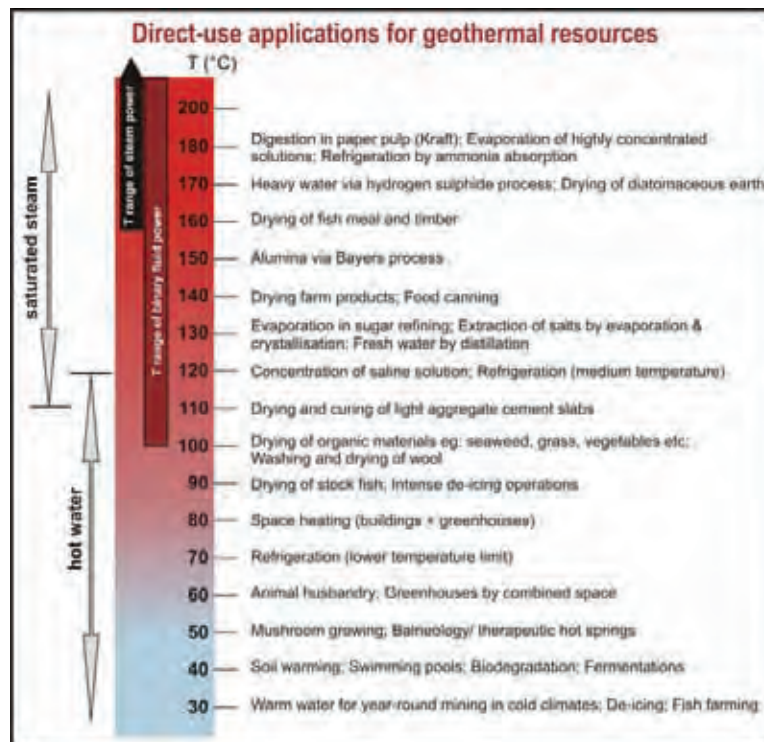 Direct-use applications for geothermal resources
T (°C)
200
180
Digestion in paper pulp (Kraft); Evaporation of highly concentrated
solutions; Refrigeration by ammonia absorption
170
Heavy water via hydrogen sulphide process; Drying of diatomaceous earth
160
Drying of fish meal and timber
150
Alumina via Bayers process
140
Drying farm products; Food canning
130
Evaporation in sugar refining; Extraction of salts by evaporation &
crystallisation; Fresh water by distillation
120
Concentration of saline solution; Refrigeration (medium temperature)
110
Drying and curing of light aggregate cement slabs
100
Drying of organic materials eg: seaweed, grass, vegetables etc;
Washing and drying of wool
90
Drying of stock fish; Intense de-icing operations
80
Space heating (buildings + greenhouses)
70
Refrigeration (lower temperature limit)
60
Animal husbandry; Greenhouses by combined space
50
Mushroom growing; Balneology/ therapeutic hot springs
40
Soil warming; Swimming pools; Biodegradation; Fermentations
30
Warm water for year-round mining in cold climates; De-icing; Fish farming
saturated steam
hot water
T range of steam power
T range of binary fluid power